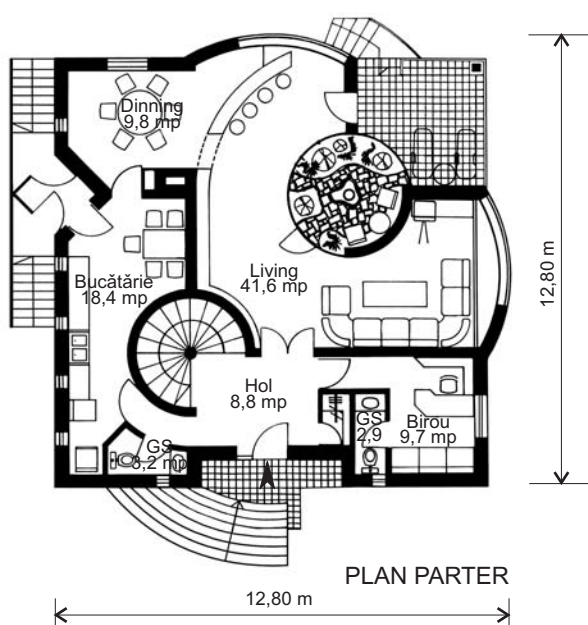 Dinning
9,8 mp
12,80 m
Bucătărie
18,4 mp
Living
41,6 mp
Hol
8,8 mp
GS
2,9
Birou
9,7 mp
GS
3,2 mp
PLAN PARTER
12,80 m